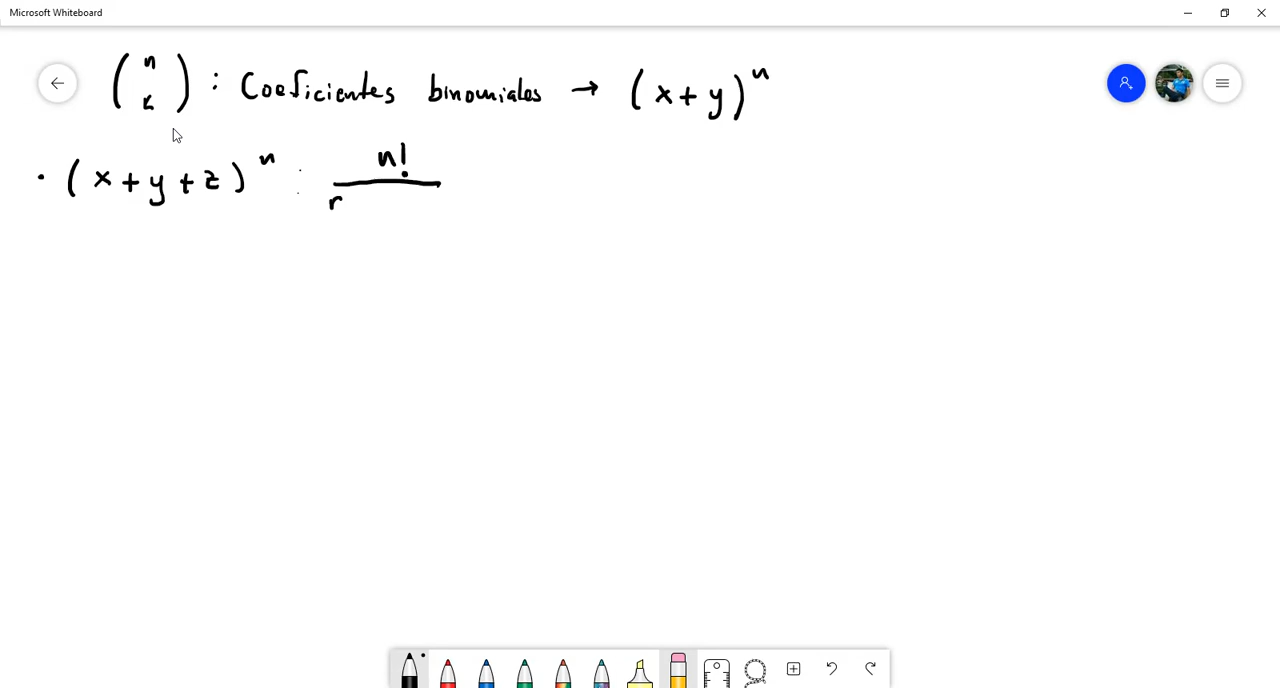 Microsoft Whiteboard
(n k) : Coeficientes binomiales → (x+y)^n
· (x+y+z)^n : n!/r